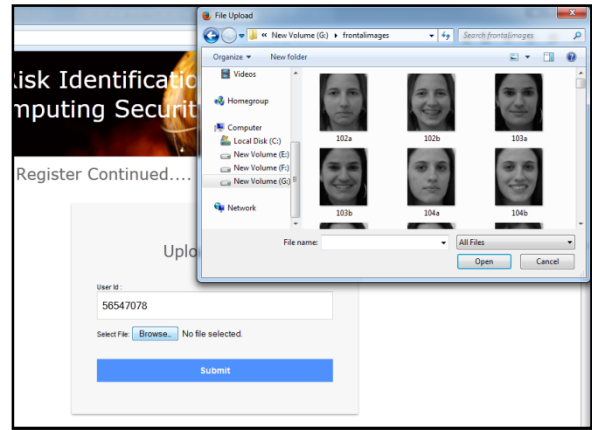 File Upload
« New Volume (G:) ▸ frontalimages
Search frontalimages
Organize
New folder
Videos
Homegroup
Computer
Local Disk (C:)
New Volume (E:)
New Volume (F:)
New Volume (G:)
Network
102a
102b
103a
103b
104a
104b
File name:
All Files
Open
Cancel
Risk Identificatio
mputing Securit
Register Continued....
Uplo
User Id :
56547078
Select File:
Browse..
No file selected.
Submit